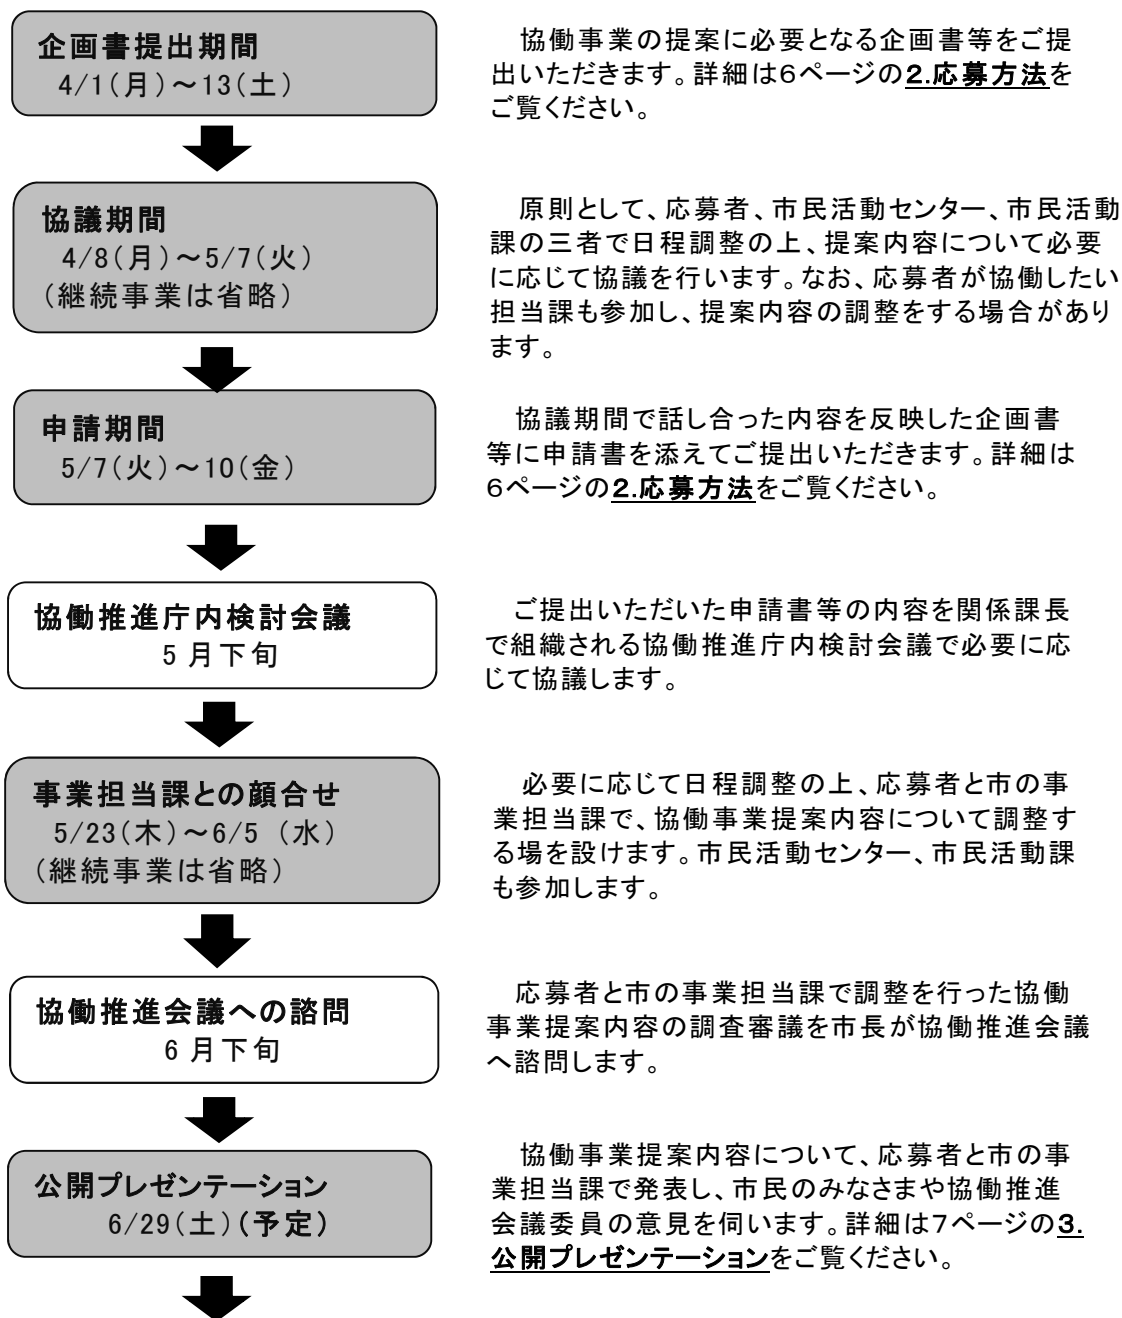 企画書提出期間
4/1(月)～13(土)
協働事業の提案に必要となる企画書等をご提
出いただきます。詳細は６ページの２.応募方法を
ご覧ください。
協議期間
4/8(月)～5/7(火)
(継続事業は省略)
原則として、応募者、市民活動センター、市民活動
課の三者で日程調整の上、提案内容について必要
に応じて協議を行います。なお、応募者が協働したい
担当課も参加し、提案内容の調整をする場合があり
ます。
申請期間
5/7(火)～10(金)
協議期間で話し合った内容を反映した企画書
等に申請書を添えてご提出いただきます。詳細は
６ページの２.応募方法をご覧ください。
協働推進庁内検討会議
5月下旬
ご提出いただいた申請書等の内容を関係課長
で組織される協働推進庁内検討会議で必要に応
じて協議します。
事業担当課との顔合せ
5/23(木)～6/5 (水)
(継続事業は省略)
必要に応じて日程調整の上、応募者と市の事
業担当課で、協働事業提案内容について調整す
る場を設けます。市民活動センター、市民活動課
も参加します。
協働推進会議への諮問
6月下旬
応募者と市の事業担当課で調整を行った協働
事業提案内容の調査審議を市長が協働推進会議
へ諮問します。
公開プレゼンテーション
6/29(土)(予定)
協働事業提案内容について、応募者と市の事
業担当課で発表し、市民のみなさまや協働推進
会議委員の意見を伺います。詳細は７ページの３.
公開プレゼンテーションをご覧ください。